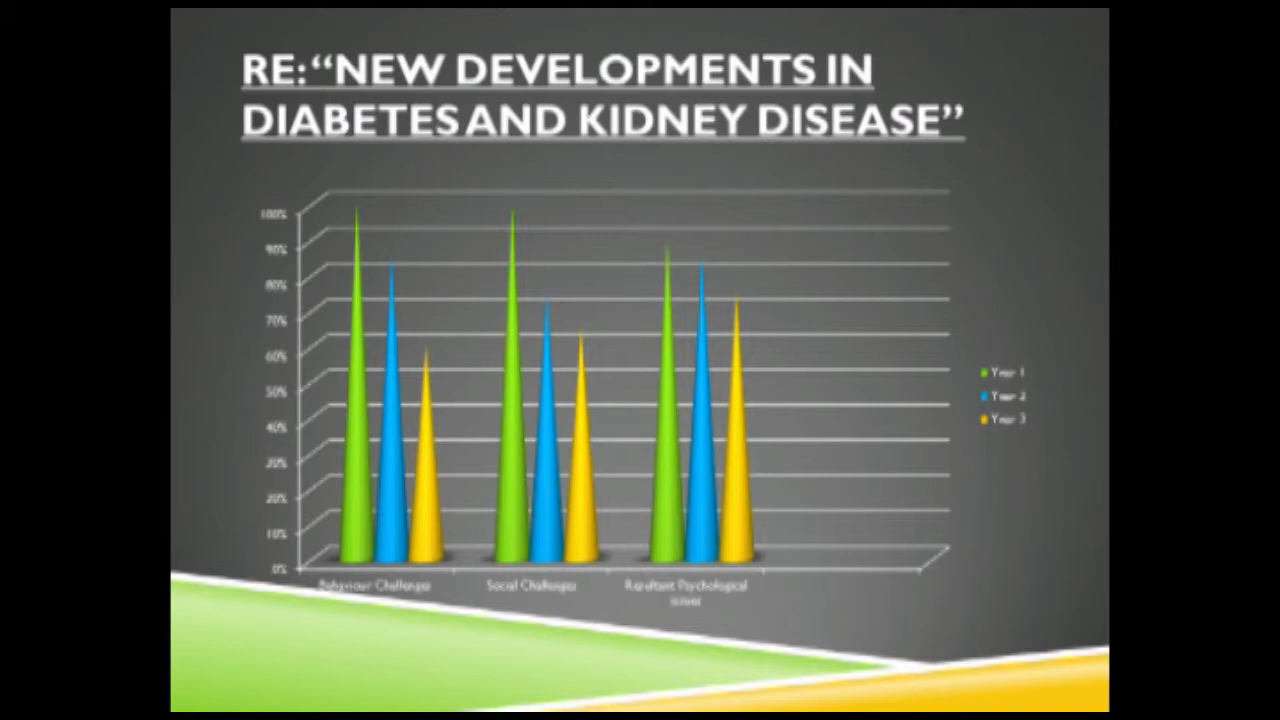 RE: “NEW DEVELOPMENTS IN
DIABETES AND KIDNEY DISEASE”
100%
90%
80%
70%
60%
50%
40%
30%
20%
10%
0%
Year 1
Year 2
Year 3
Behaviour Challenges
Social Challenges
Resultant Psychological
issues